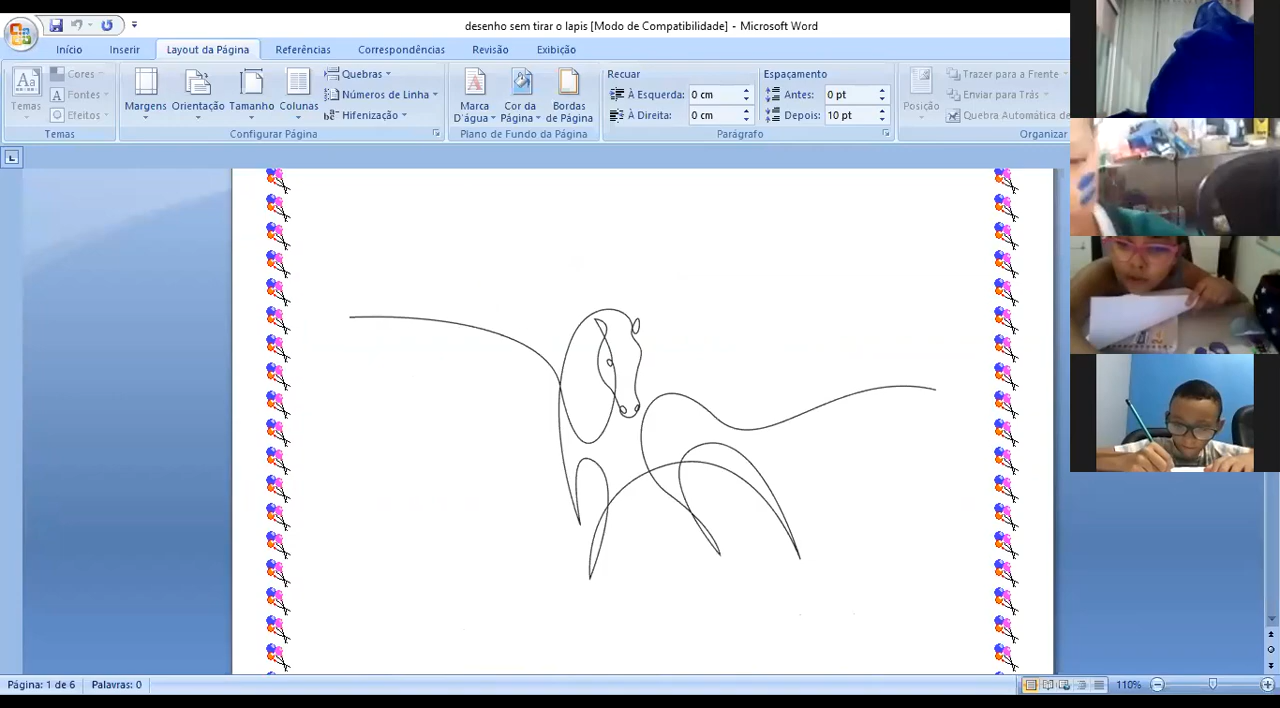 desenho sem tirar o lapis [Modo de Compatibilidade] - Microsoft Word
Início Inserir Layout da Página Referências Correspondências Revisão Exibição
Aa Temas
Cores
Fontes
Efeitos
Temas
Margens Orientação Tamanho Colunas
Quebras
Números de Linha
Hifenização
Configurar Página
Marca D'água
Cor da Página
Bordas de Página
Plano de Fundo da Página
Recuar
À Esquerda: 0 cm
À Direita: 0 cm
Espaçamento
Antes: 0 pt
Depois: 10 pt
Parágrafo
Posição
Trazer para a Frente
Enviar para Trás
Quebra Automática de
Organizar
Página: 1 de 6 Palavras: 0 110%